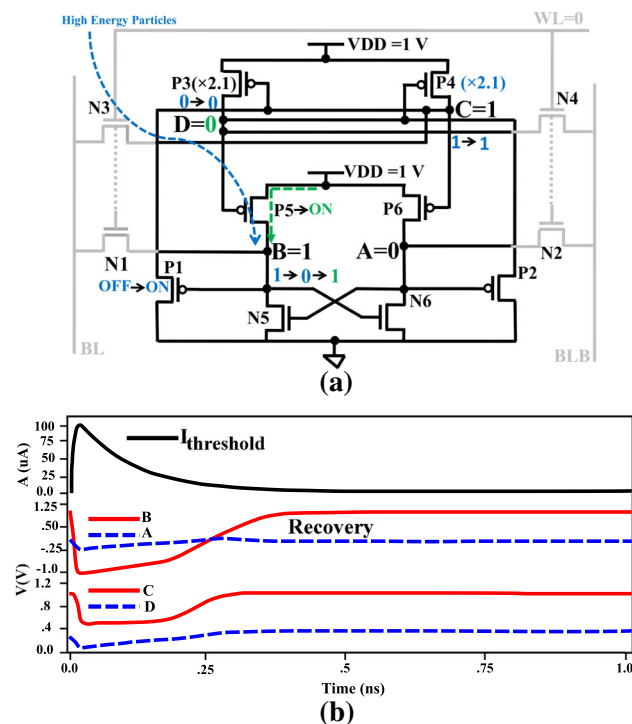 (a)
High Energy Particles
WL=0
VDD =1 V
P3(×2.1)
P4 (×2.1)
0→0
N3
N4
C=1
D=0
1→1
VDD =1 V
P5→ON
P6
N1
P1
B=1
A=0
N2
P2
OFF→ON
1→0→1
N5
N6
BL
BLB
(a)
(b)
A (uA)
100
75
50
25
0.0
I threshold
V(V)
1.25
.50
-.25
-1.0
B
A
Recovery
1.2
.8
.4
0.0
C
D
0.0
.25
.5
.75
1.0
Time (ns)
(b)